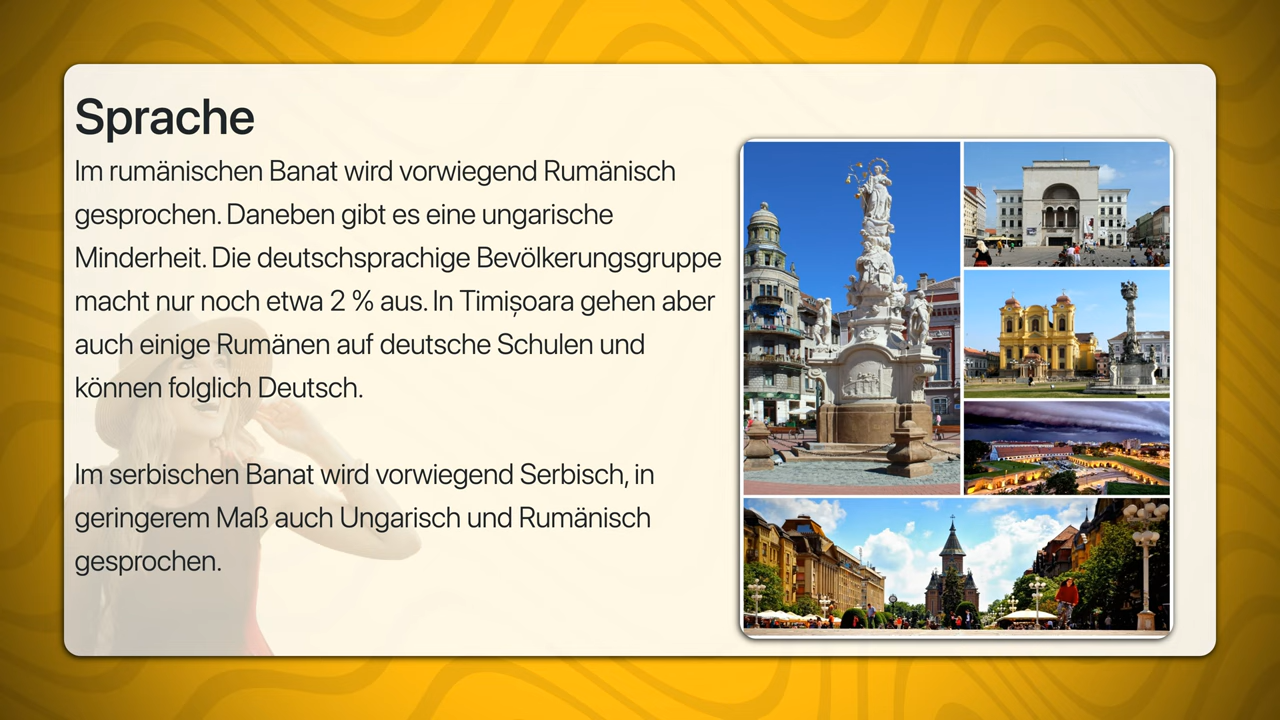 Sprache
Im rumänischen Banat wird vorwiegend Rumänisch
gesprochen. Daneben gibt es eine ungarische
Minderheit. Die deutschsprachige Bevölkerungsgruppe
macht nur noch etwa 2 % aus. In Timișoara gehen aber
auch einige Rumänen auf deutsche Schulen und
können folglich Deutsch.
Im serbischen Banat wird vorwiegend Serbisch, in
geringerem Maß auch Ungarisch und Rumänisch
gesprochen.